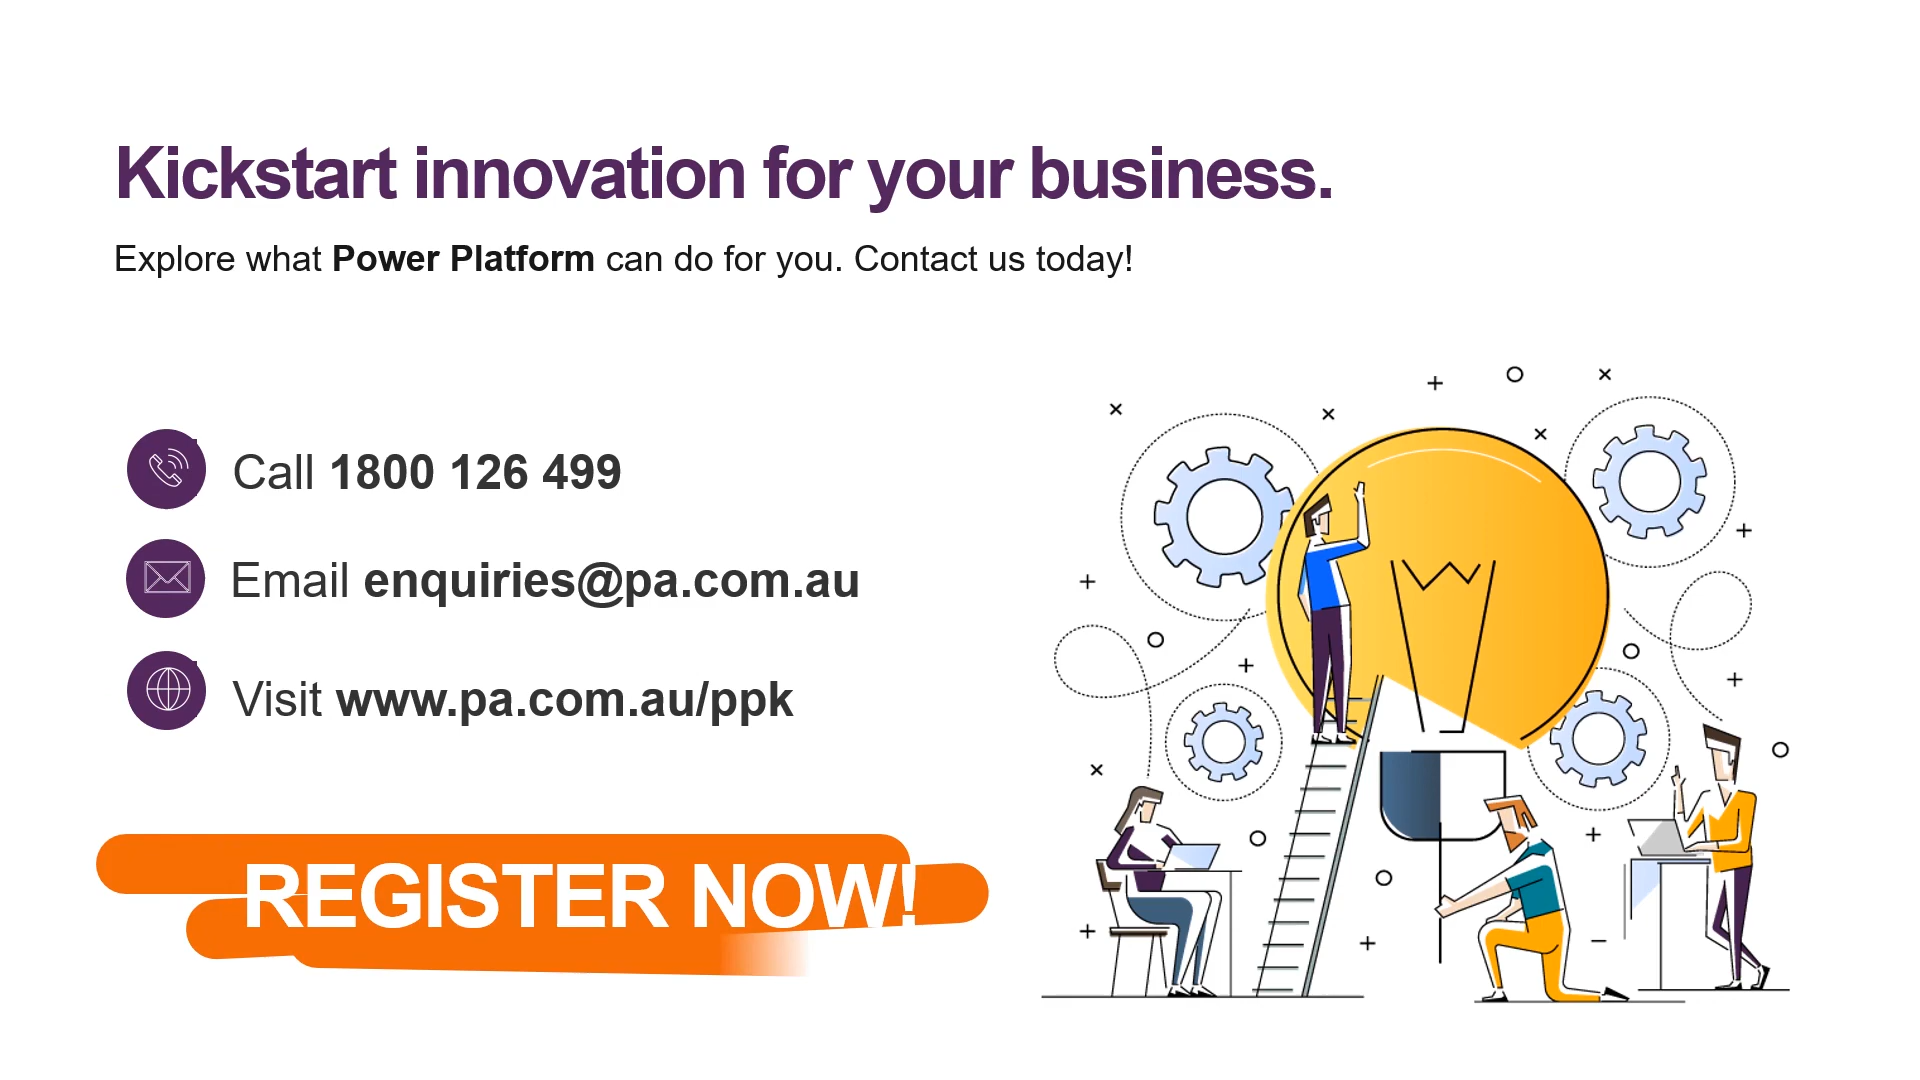 Kickstart innovation for your business.
Explore what Power Platform can do for you. Contact us today!
Call 1800 126 499
Email enquiries@pa.com.au
Visit www.pa.com.au/ppk
REGISTER NOW!